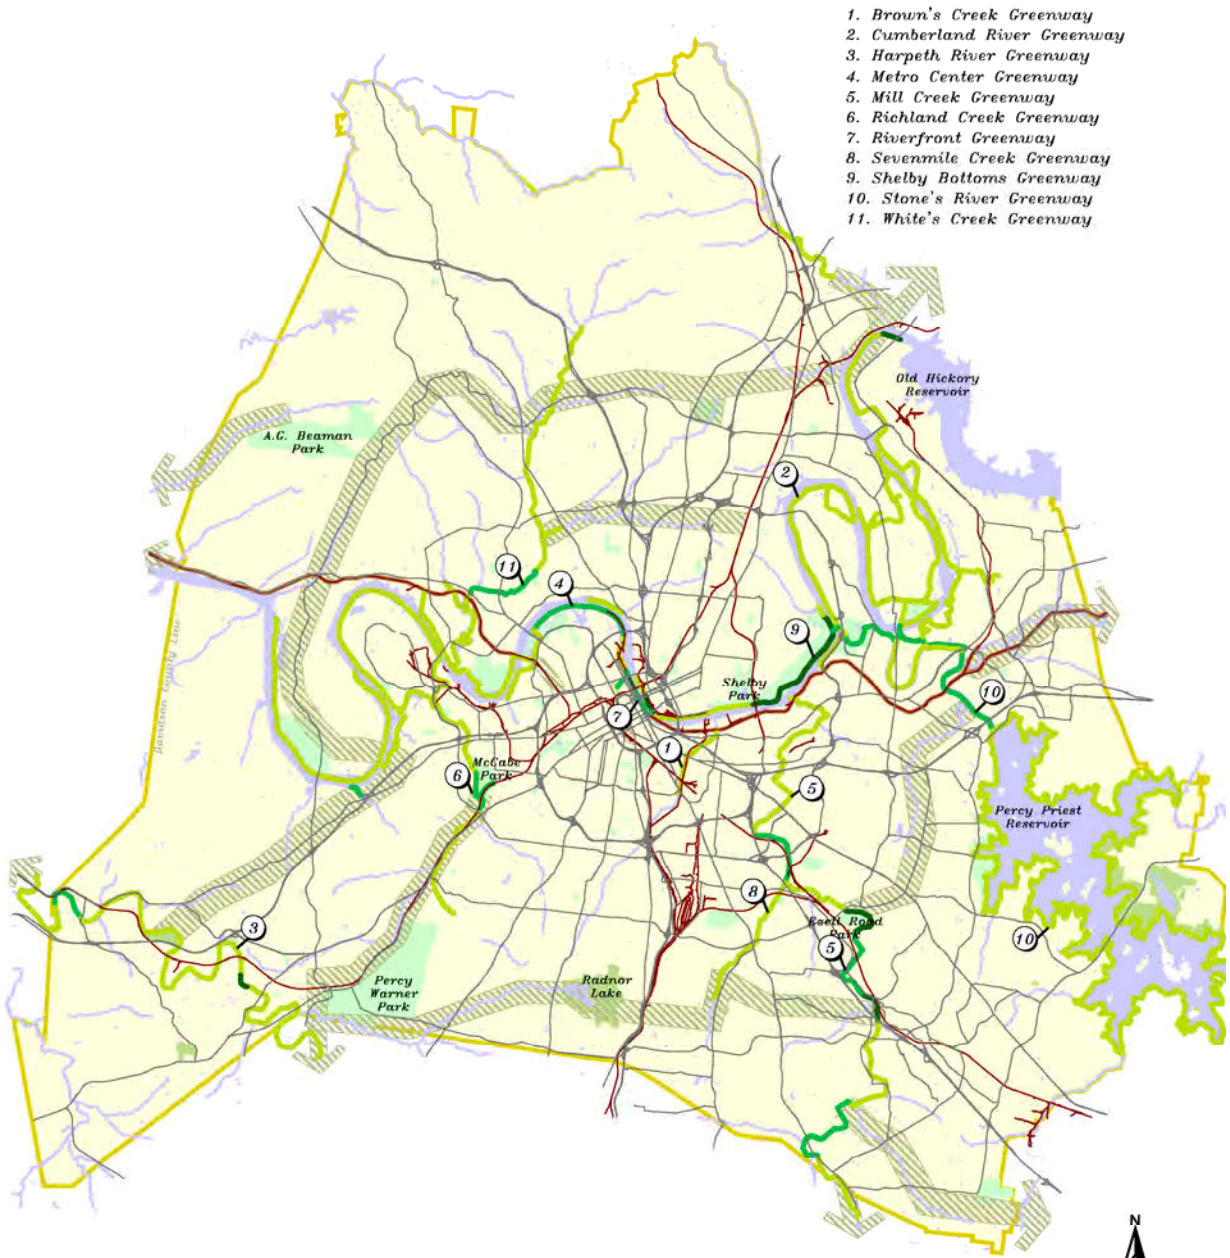 1. Brown's Creek Greenway
2. Cumberland River Greenway
3. Harpeth River Greenway
4. Metro Center Greenway
5. Mill Creek Greenway
6. Richland Creek Greenway
7. Riverfront Greenway
8. Sevenmile Creek Greenway
9. Shelby Bottoms Greenway
10. Stone's River Greenway
11. White's Creek Greenway
Old Hickory
Reservoir
A.G. Beaman
Park
2
11
4
9
Davidson County Line
Shelby
Park
10
7
1
McCabe
Park
6
5
Percy Priest
Reservoir
8
Ezell Road
Park
3
10
5
Percy
Warner
Park
Radnor
Lake
N